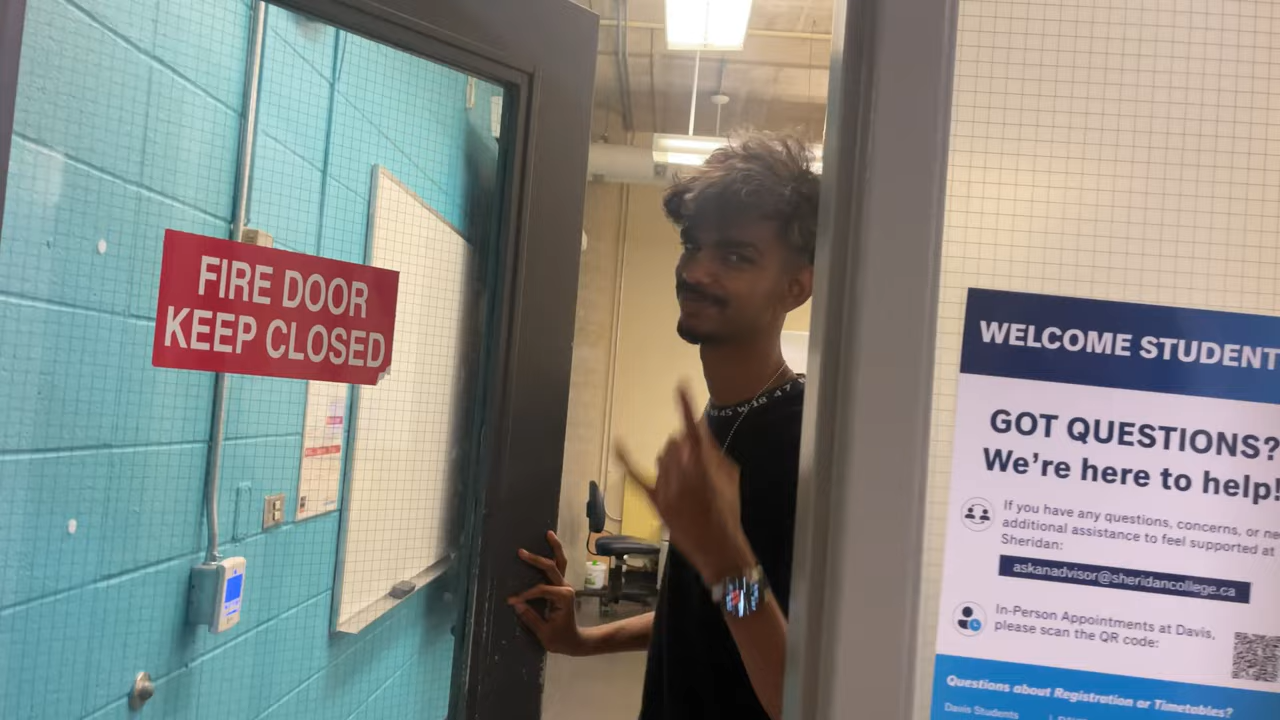 FIRE DOOR
KEEP CLOSED
WELCOME STUDENT
GOT QUESTIONS?
We're here to help!
If you have any questions, concerns, or
additional assistance to feel supported at
Sheridan:
askanadvisor@sheridancollege.ca
In-Person Appointments at Davis,
please scan the QR code:
Questions about Registration or Timetables?
Davis Students